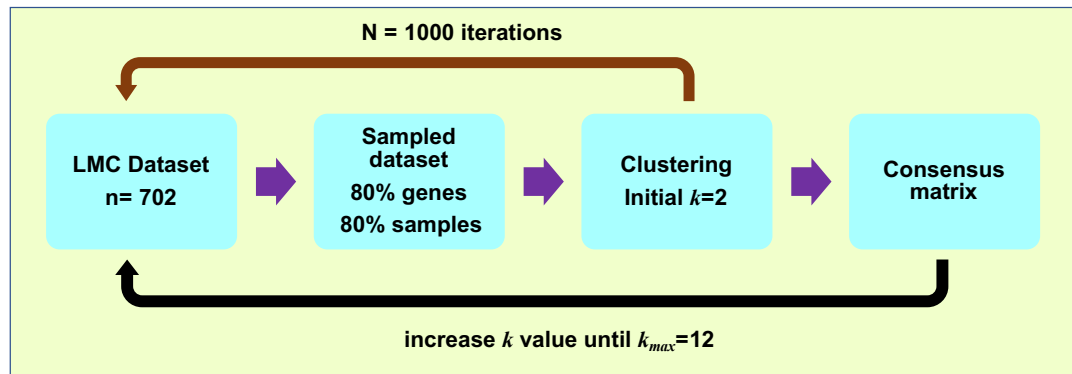 N = 1000 iterations
LMC Dataset
n= 702
Sampled
dataset
80% genes
80% samples
Clustering
Initial k=2
Consensus
matrix
increase k value until kmax=12